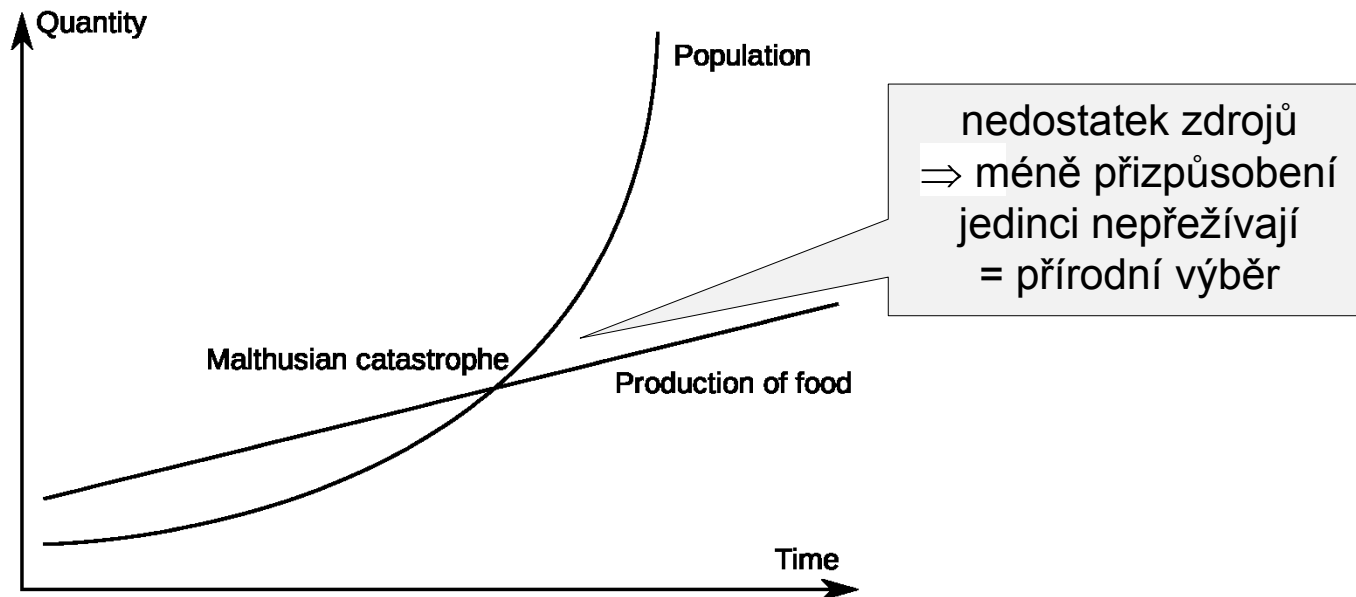 Quantity
Population
nedostatek zdrojů
⇒ méně přizpůsobení
jedinci nepřežívají
= přírodní výběr
Malthusian catastrophe
Production of food
Time